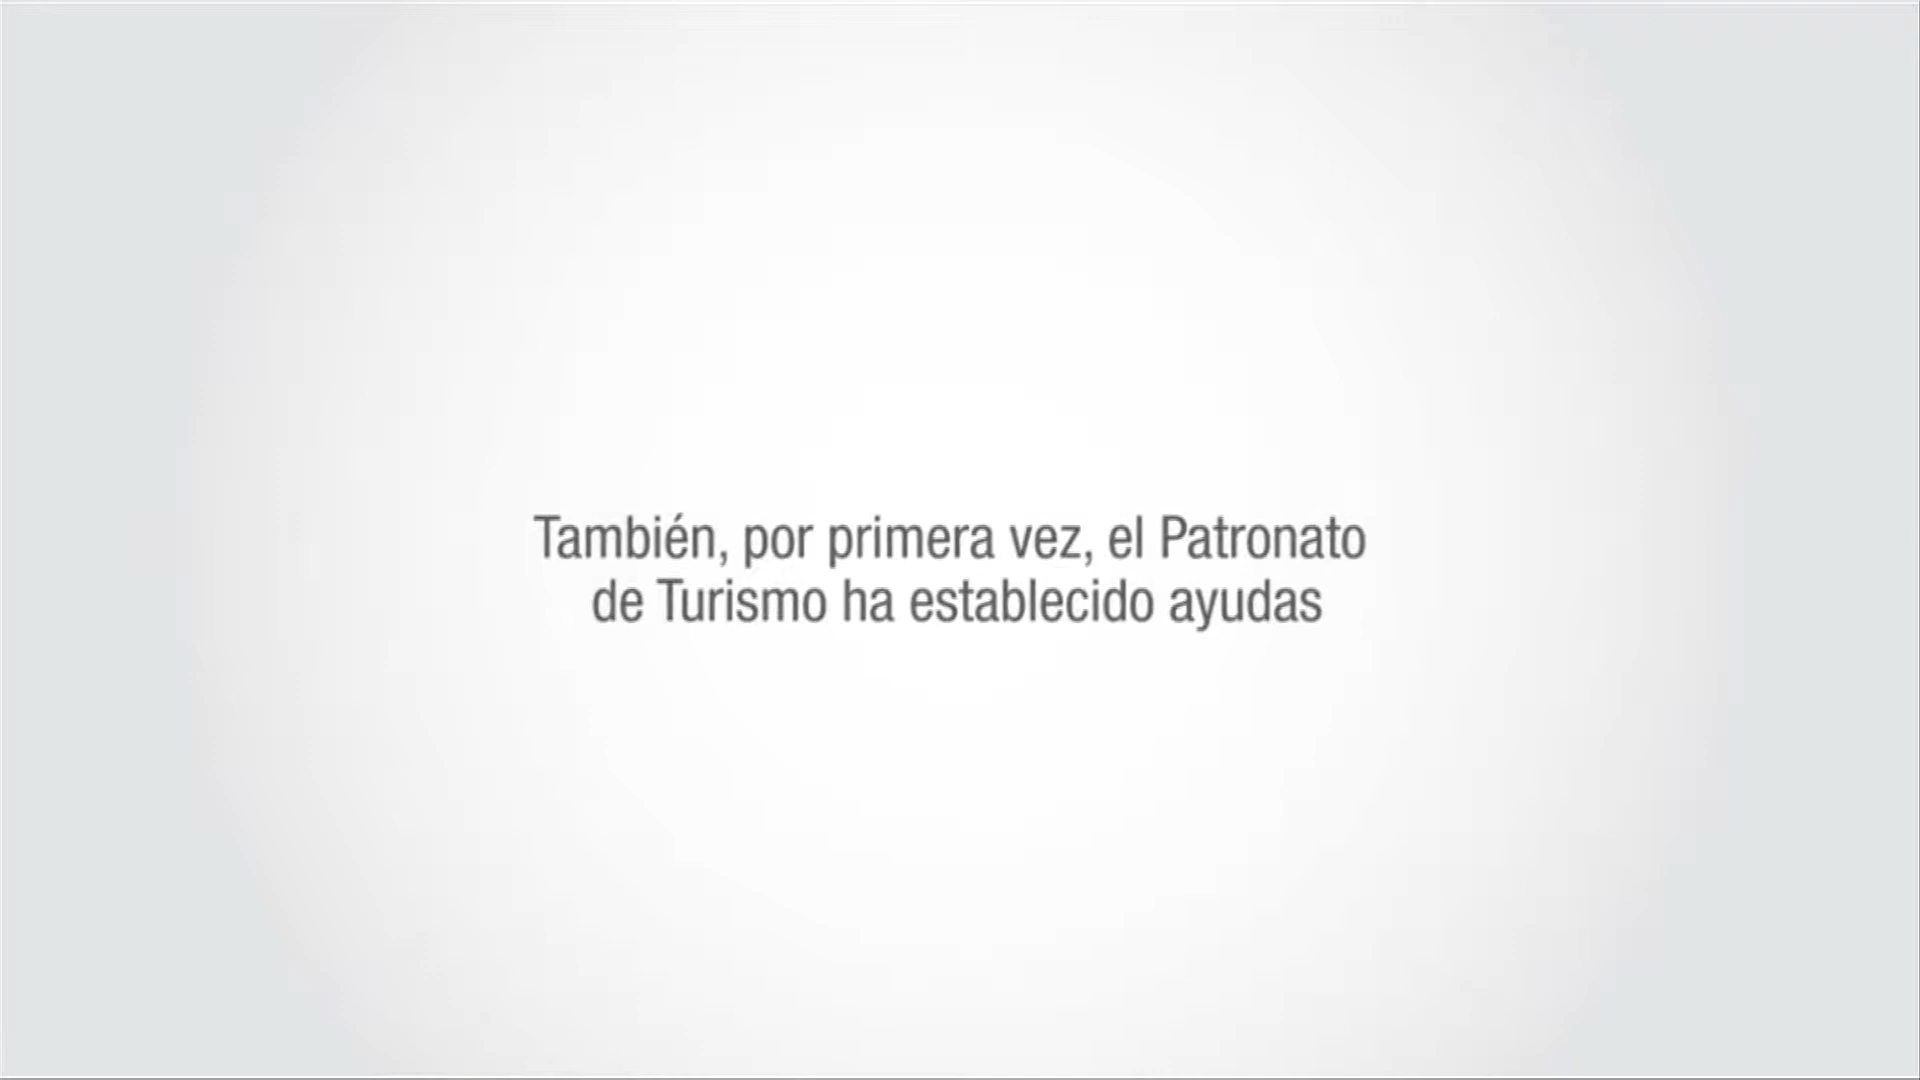 También, por primera vez, el Patronato
de Turismo ha establecido ayudas